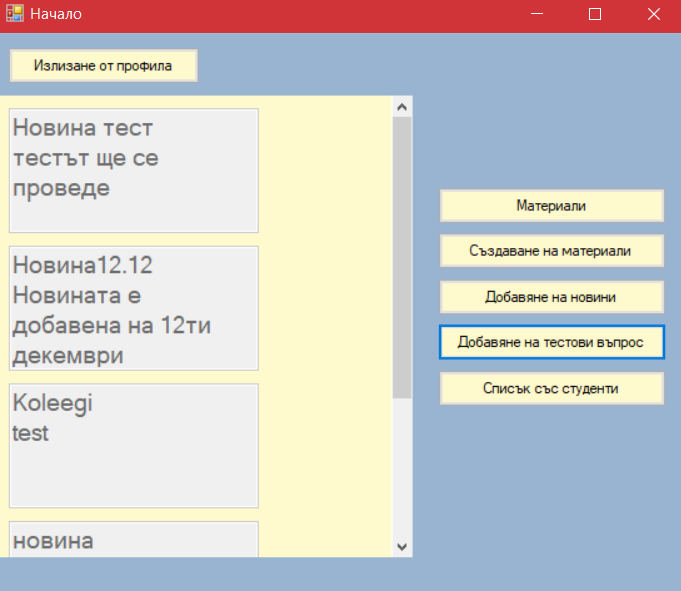 Начало
Излизане от профила
Новина тест
тестът ще се
проведе
Новина12.12
Новината е
добавена на 12ти
декември
Koleegi
test
новина
Материали
Създаване на материали
Добавяне на новини
Добавяне на тестови въпрос
Списък със студенти